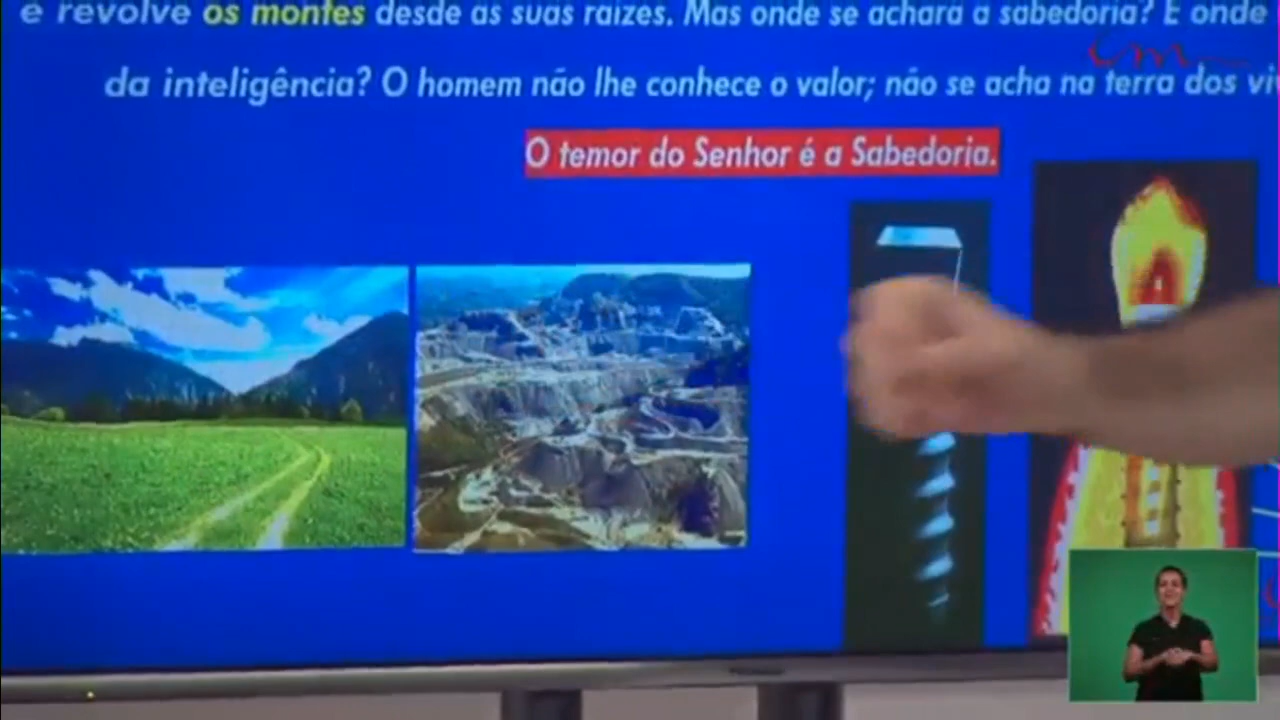 e revolve os montes desde as suas raízes. Mas onde se achará a sabedoria? E onde
da inteligência? O homem não lhe conhece o valor; não se acha na terra dos
O temor do Senhor é a Sabedoria.